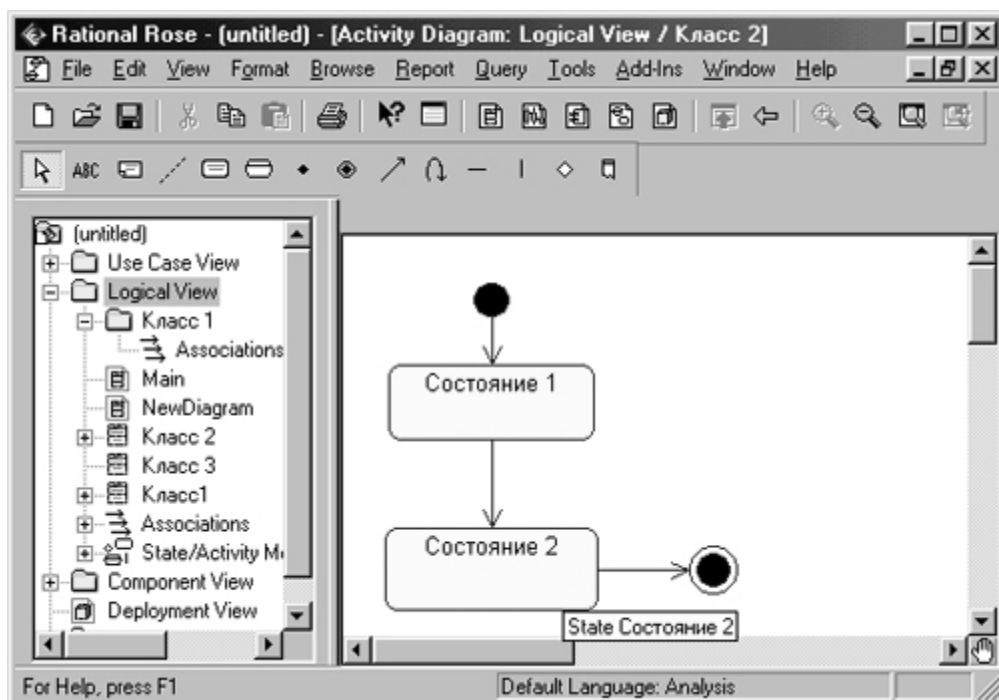 Rational Rose - (untitled) - [Activity Diagram: Logical View / Класс 2]
File Edit View Format Browse Report Query Tools Add-Ins Window Help
ABC
(untitled)
Use Case View
Logical View
Класс 1
Associations
Main
NewDiagram
Класс 2
Класс 3
Класс1
Associations
State/Activity M
Component View
Deployment View
Состояние 1
Состояние 2
State Состояние 2
For Help, press F1
Default Language: Analysis